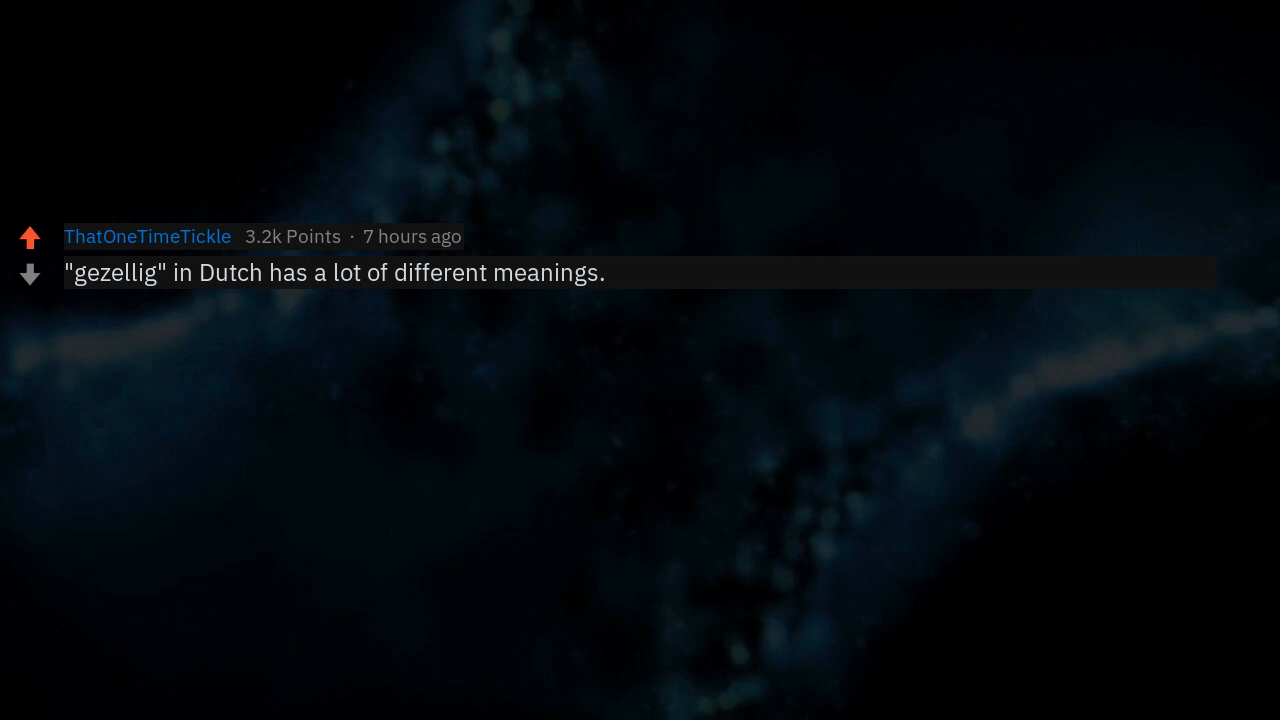 ThatOneTimeTickle 3.2k Points · 7 hours ago
"gezellig" in Dutch has a lot of different meanings.